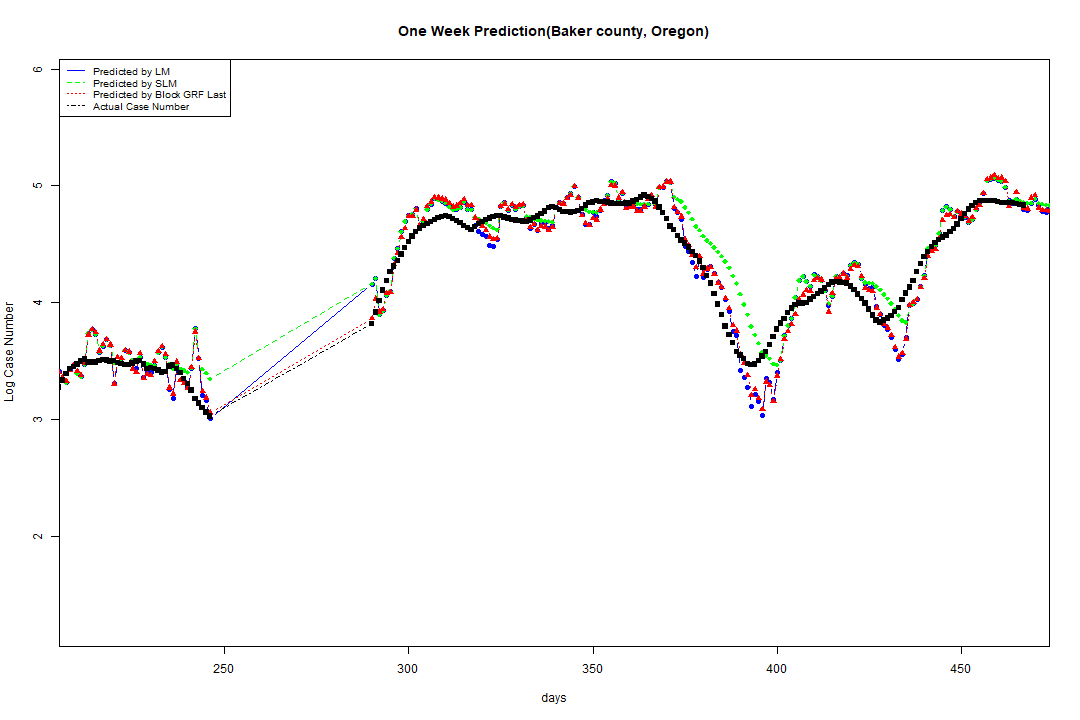 One Week Prediction(Baker county, Oregon)
Predicted by LM
Predicted by SLM
Predicted by Block GRF Last
Actual Case Number
6
5
4
3
2
Log Case Number
250
300
350
400
450
days